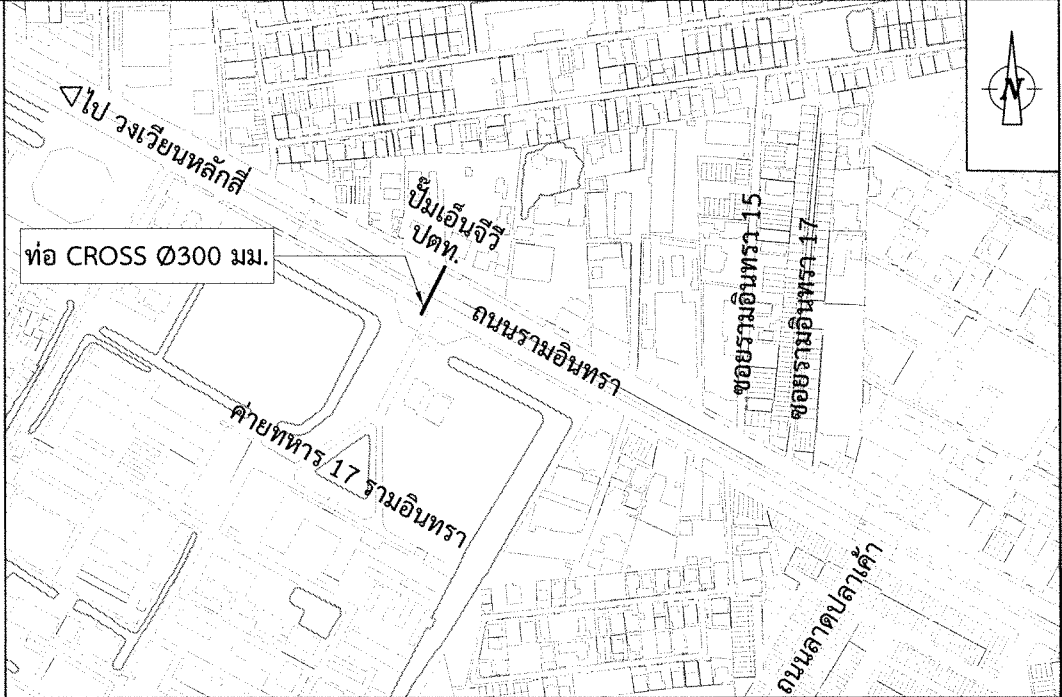 N
ไป วงเวียนหลักสี่
ปั๊มเอ็นจีวี
ปตท.
ท่อ CROSS Ø300 มม.
ถนนรามอินทรา
ซอยรามอินทรา 15
ซอยรามอินทรา 17
ค่ายทหาร 17 รามอินทรา
ถนนลาดปลาเค้า